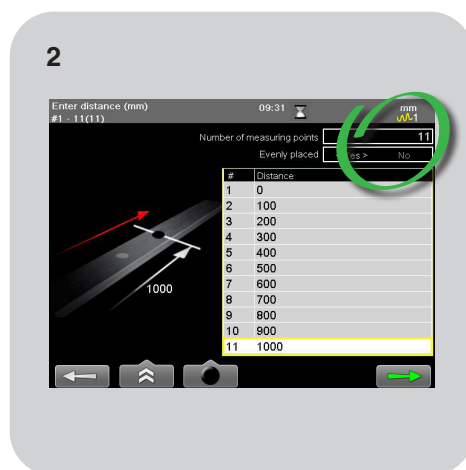 2
Enter distance (mm) 09:31 mm
#1 - 11(11) 1
Number of measuring points 11
Evenly placed > No
# Distance
1 0
2 100
3 200
4 300
5 400
6 500
7 600
8 700
9 800
10 900
11 1000
1000